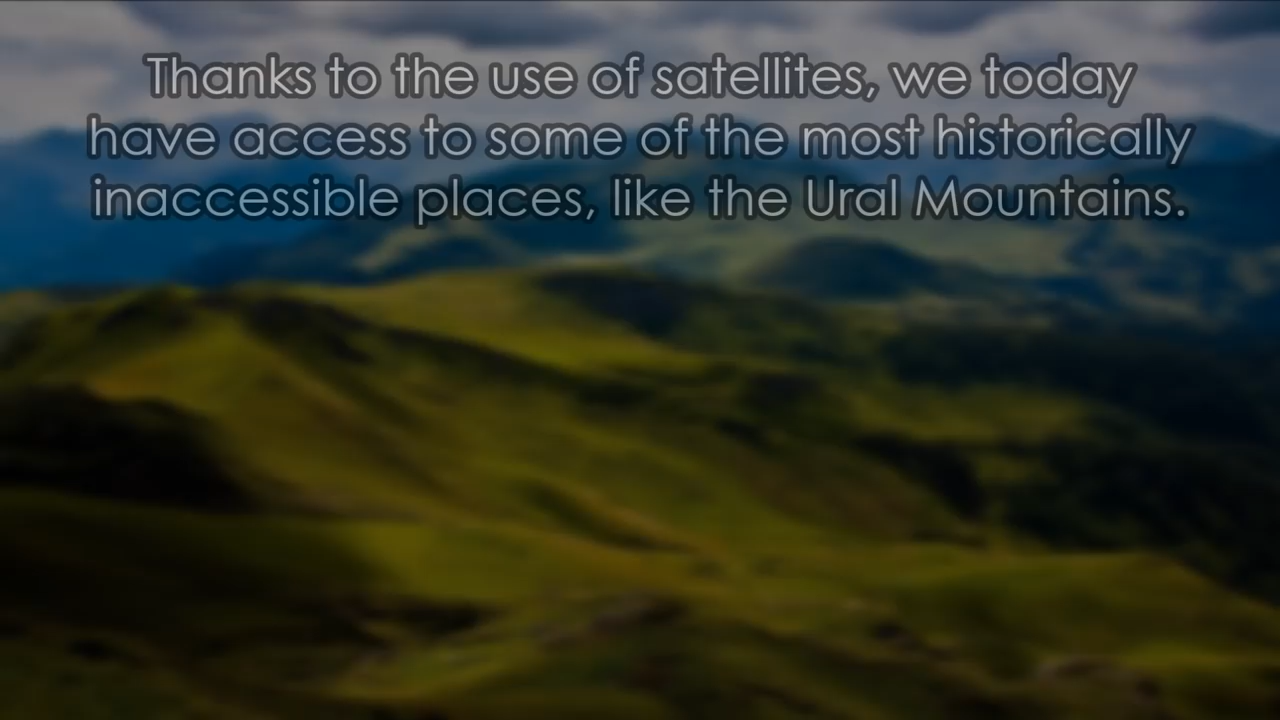 Thanks to the use of satellites, we today
have access to some of the most historically
inaccessible places, like the Ural Mountains.